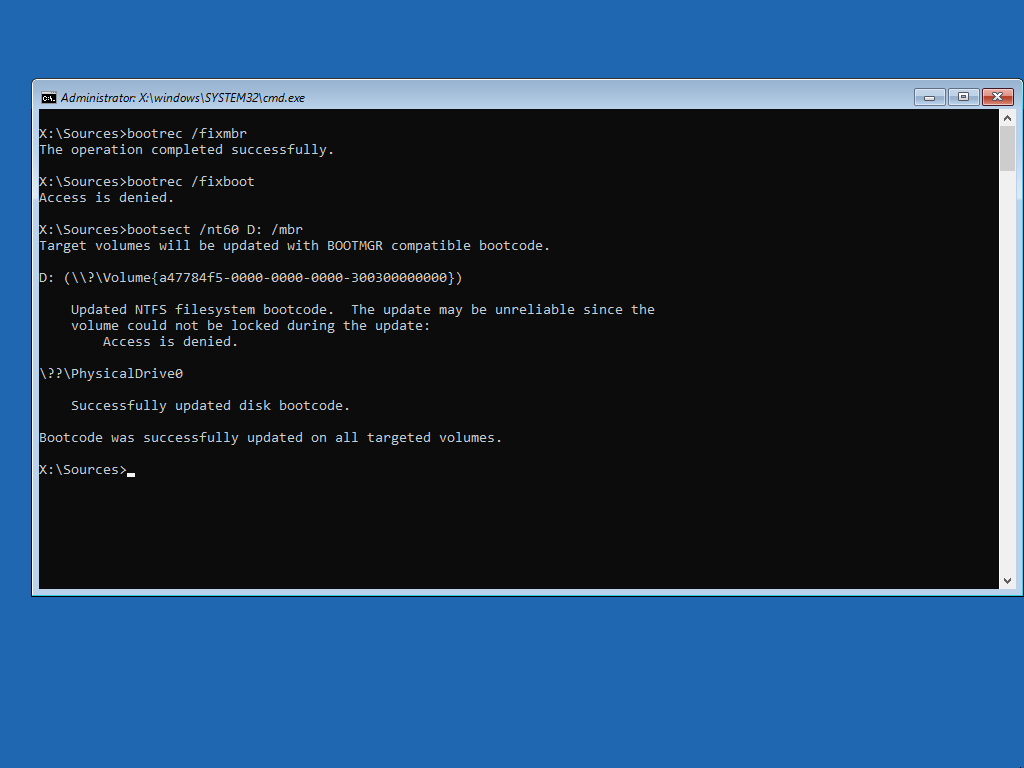 Administrator: X:\windows\SYSTEM32\cmd.exe
X:\Sources>bootrec /fixmbr
The operation completed successfully.
X:\Sources>bootrec /fixboot
Access is denied.
X:\Sources>bootsect /nt60 D: /mbr
Target volumes will be updated with BOOTMGR compatible bootcode.
D: (\\?\Volume{a47784f5-0000-0000-0000-300300000000})
Updated NTFS filesystem bootcode.  The update may be unreliable since the
volume could not be locked during the update:
Access is denied.
\??\PhysicalDrive0
Successfully updated disk bootcode.
Bootcode was successfully updated on all targeted volumes.
X:\Sources>